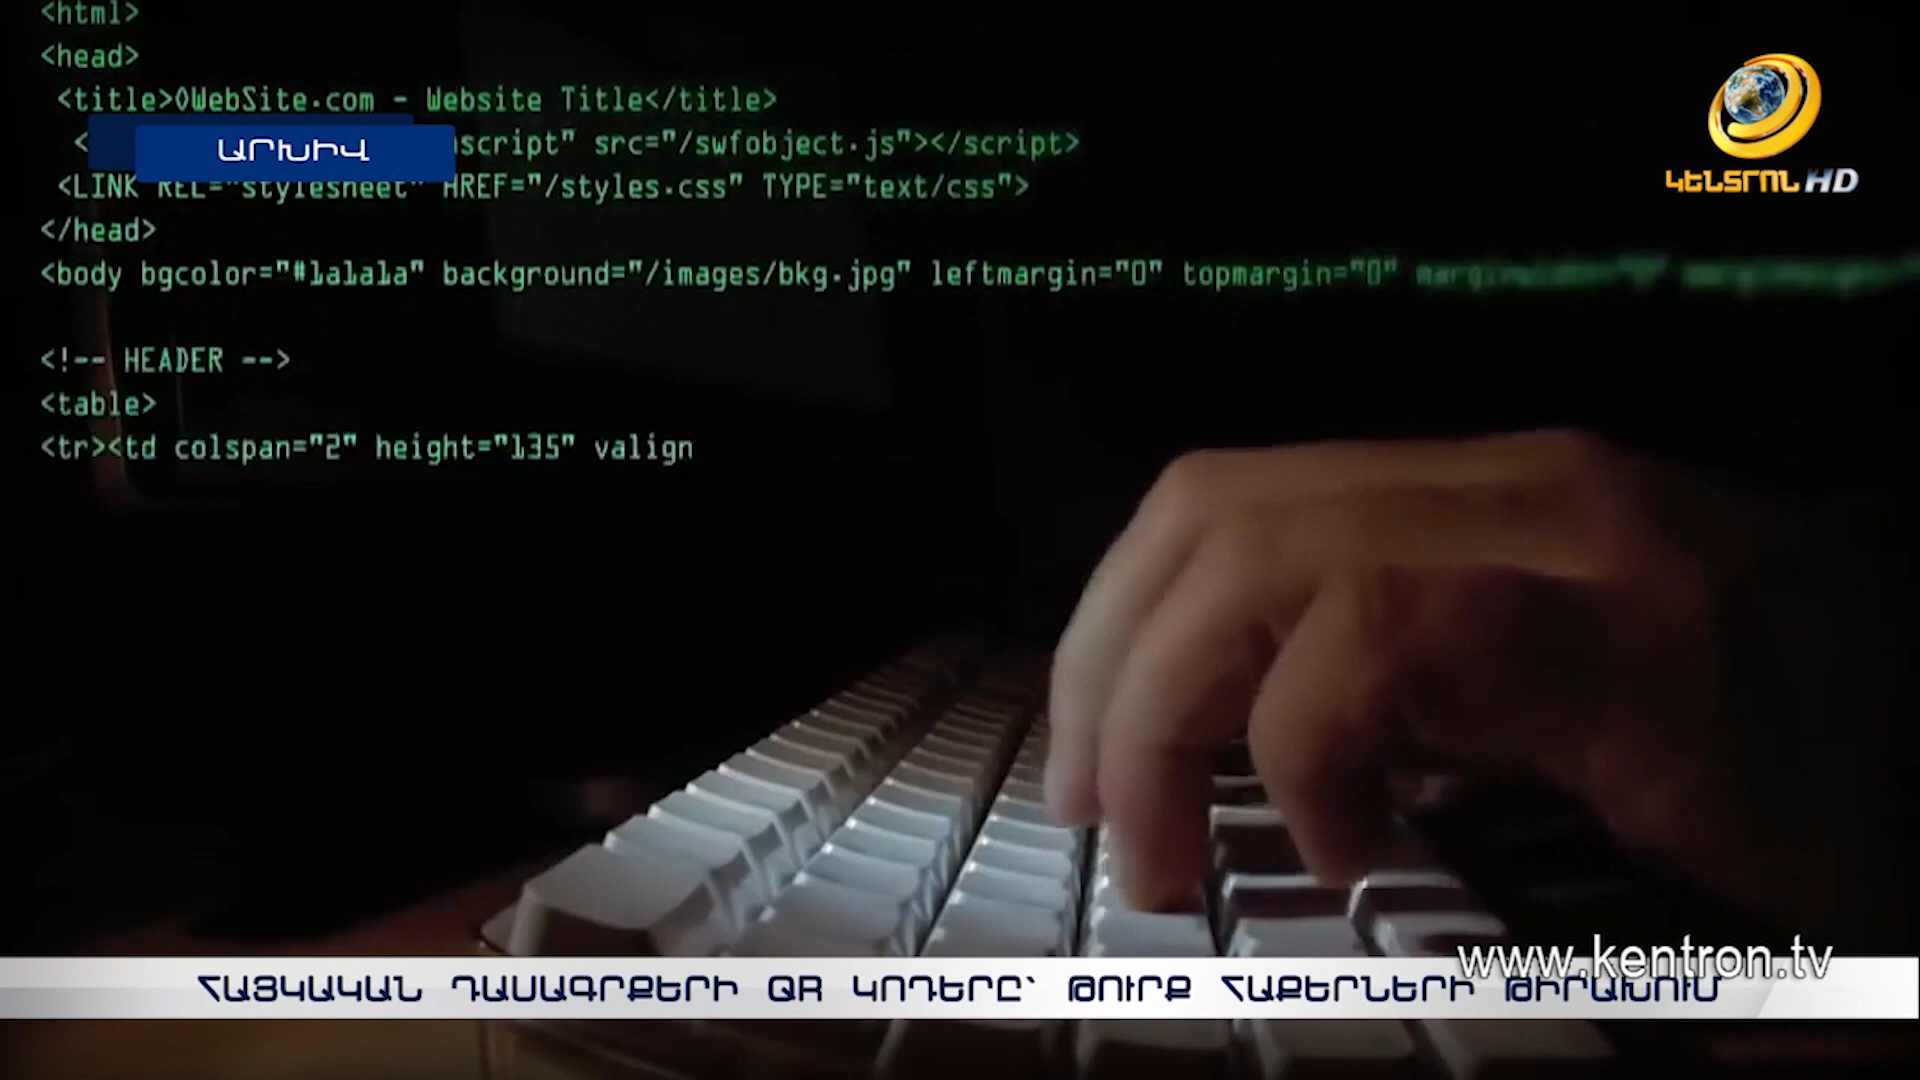 <html>
<head>
<title>0WebSite.com - Website Title</title>
ԱՐԽԻՎ
< script" src="/swfobject.js"></script>
<LINK REL="stylesheet" HREF="/styles.css" TYPE="text/css">
</head>
<body bgcolor="#1a1a1a" background="/images/bkg.jpg" leftmargin="0" topmargin="0"
<!-- HEADER -->
<table>
<tr><td colspan="2" height="135" valign
ԿԵՆՏՐՈՆ HD
www.kentron.tv
ՀԱՅԿԱԿԱՆ ԴԱՍԱԳՐՔԵՐԻ QR ԿՈԴԵՐԸ՝ ԹՈՒՐՔ ՀԱՔԵՐՆԵՐԻ ԹԻՐԱԽՈՒՄ